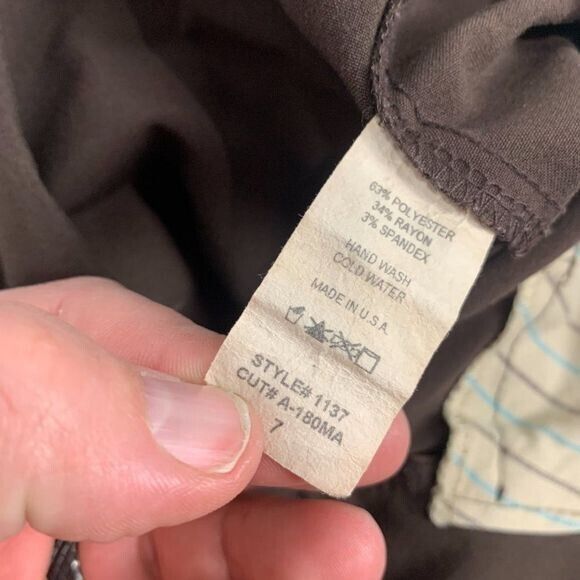 63% POLYESTER
34% RAYON
3% SPANDEX
HAND WASH
COLD WATER
MADE IN U.S.A.
STYLE# 1137
CUT# A-180MA
7